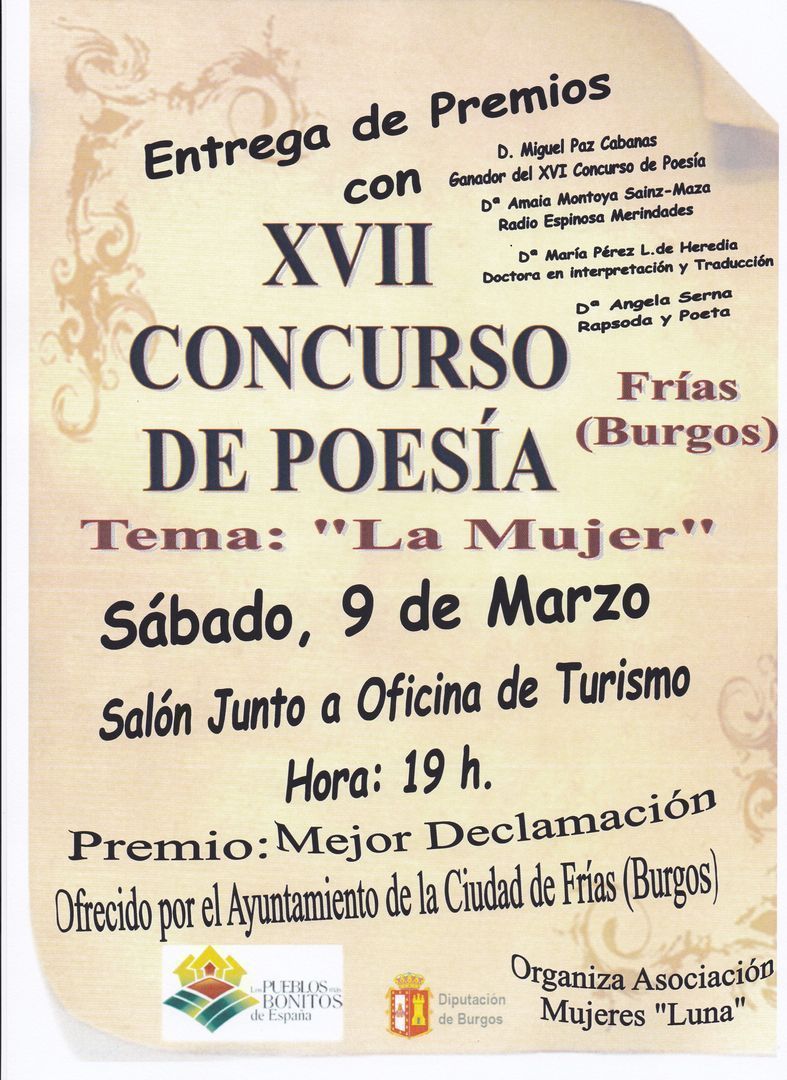 Entrega de Premios
con
D. Miguel Paz Cabanas
Ganador del XVI Concurso de Poesía
Dª Amaia Montoya Sainz-Maza
Radio Espinosa Merindades
Dª María Pérez L.de Heredia
Doctora en interpretación y Traducción
Dª Angela Serna
Rapsoda y Poeta
XVII
CONCURSO
DE POESÍA
Frías
(Burgos)
Tema: "La Mujer"
Sábado, 9 de Marzo
Salón Junto a Oficina de Turismo
Hora: 19 h.
Premio: Mejor Declamación
Ofrecido por el Ayuntamiento de la Ciudad de Frías (Burgos)
Los PUEBLOS más
BONITOS
de España
Diputación
de Burgos
Organiza Asociación
Mujeres "Luna"